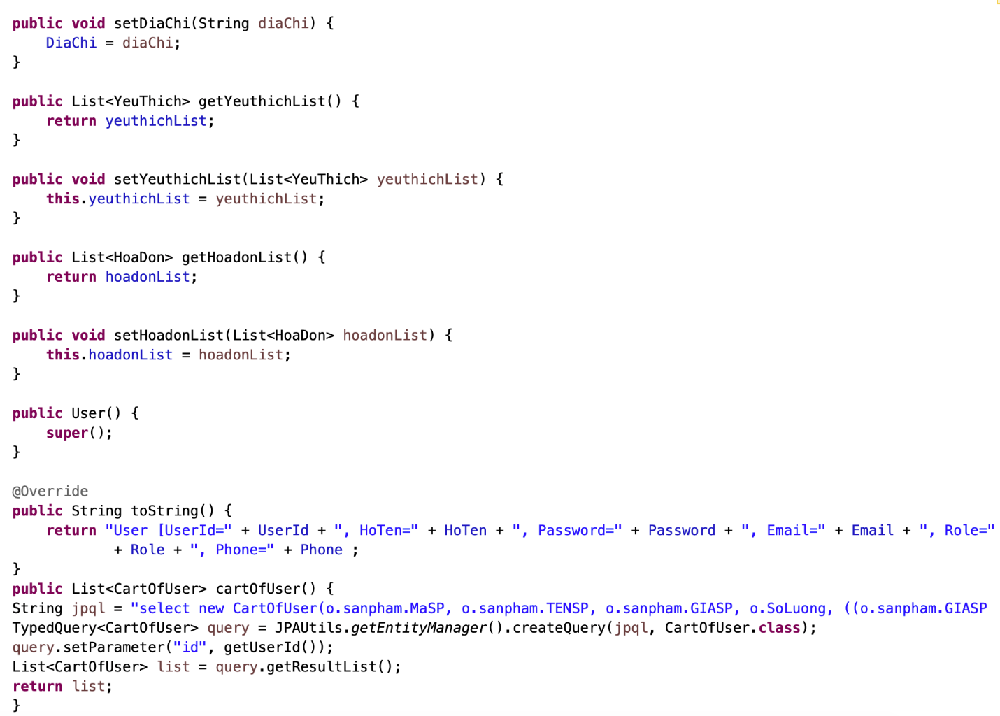 public void setDiaChi(String diaChi) {
    DiaChi = diaChi;
}

public List<YeuThich> getYeuthichList() {
    return yeuthichList;
}

public void setYeuthichList(List<YeuThich> yeuthichList) {
    this.yeuthichList = yeuthichList;
}

public List<HoaDon> getHoadonList() {
    return hoadonList;
}

public void setHoadonList(List<HoaDon> hoadonList) {
    this.hoadonList = hoadonList;
}

public User() {
    super();
}

@Override
public String toString() {
    return "User [UserId=" + UserId + ", HoTen=" + HoTen + ", Password=" + Password + ", Email=" + Email + ", Role="
            + Role + ", Phone=" + Phone ;
}
public List<CartOfUser> cartOfUser() {
String jpql = "select new CartOfUser(o.sanpham.MaSP, o.sanpham.TENSP, o.sanpham.GIASP, o.SoLuong, ((o.sanpham.GIASP
TypedQuery<CartOfUser> query = JPAUtils.getEntityManager().createQuery(jpql, CartOfUser.class);
query.setParameter("id", getUserId());
List<CartOfUser> list = query.getResultList();
return list;
}